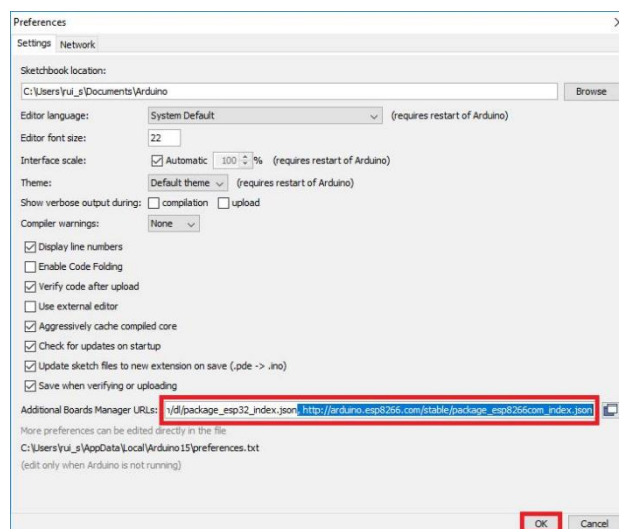 Preferences
Settings Network
Sketchbook location:
C:\Users\rui_s\Documents\Arduino Browse
Editor language: System Default (requires restart of Arduino)
Editor font size: 22
Interface scale: Automatic 100 % (requires restart of Arduino)
Theme: Default theme (requires restart of Arduino)
Show verbose output during: compilation upload
Compiler warnings: None
Display line numbers
Enable Code Folding
Verify code after upload
Use external editor
Aggressively cache compiled core
Check for updates on startup
Update sketch files to new extension on save (.pde -> .ino)
Save when verifying or uploading
Additional Boards Manager URLs: /dl/package_esp32_index.json, http://arduino.esp8266.com/stable/package_esp8266com_index.json
More preferences can be edited directly in the file
C:\Users\rui_s\AppData\Local\Arduino15\preferences.txt
(edit only when Arduino is not running)
OK Cancel